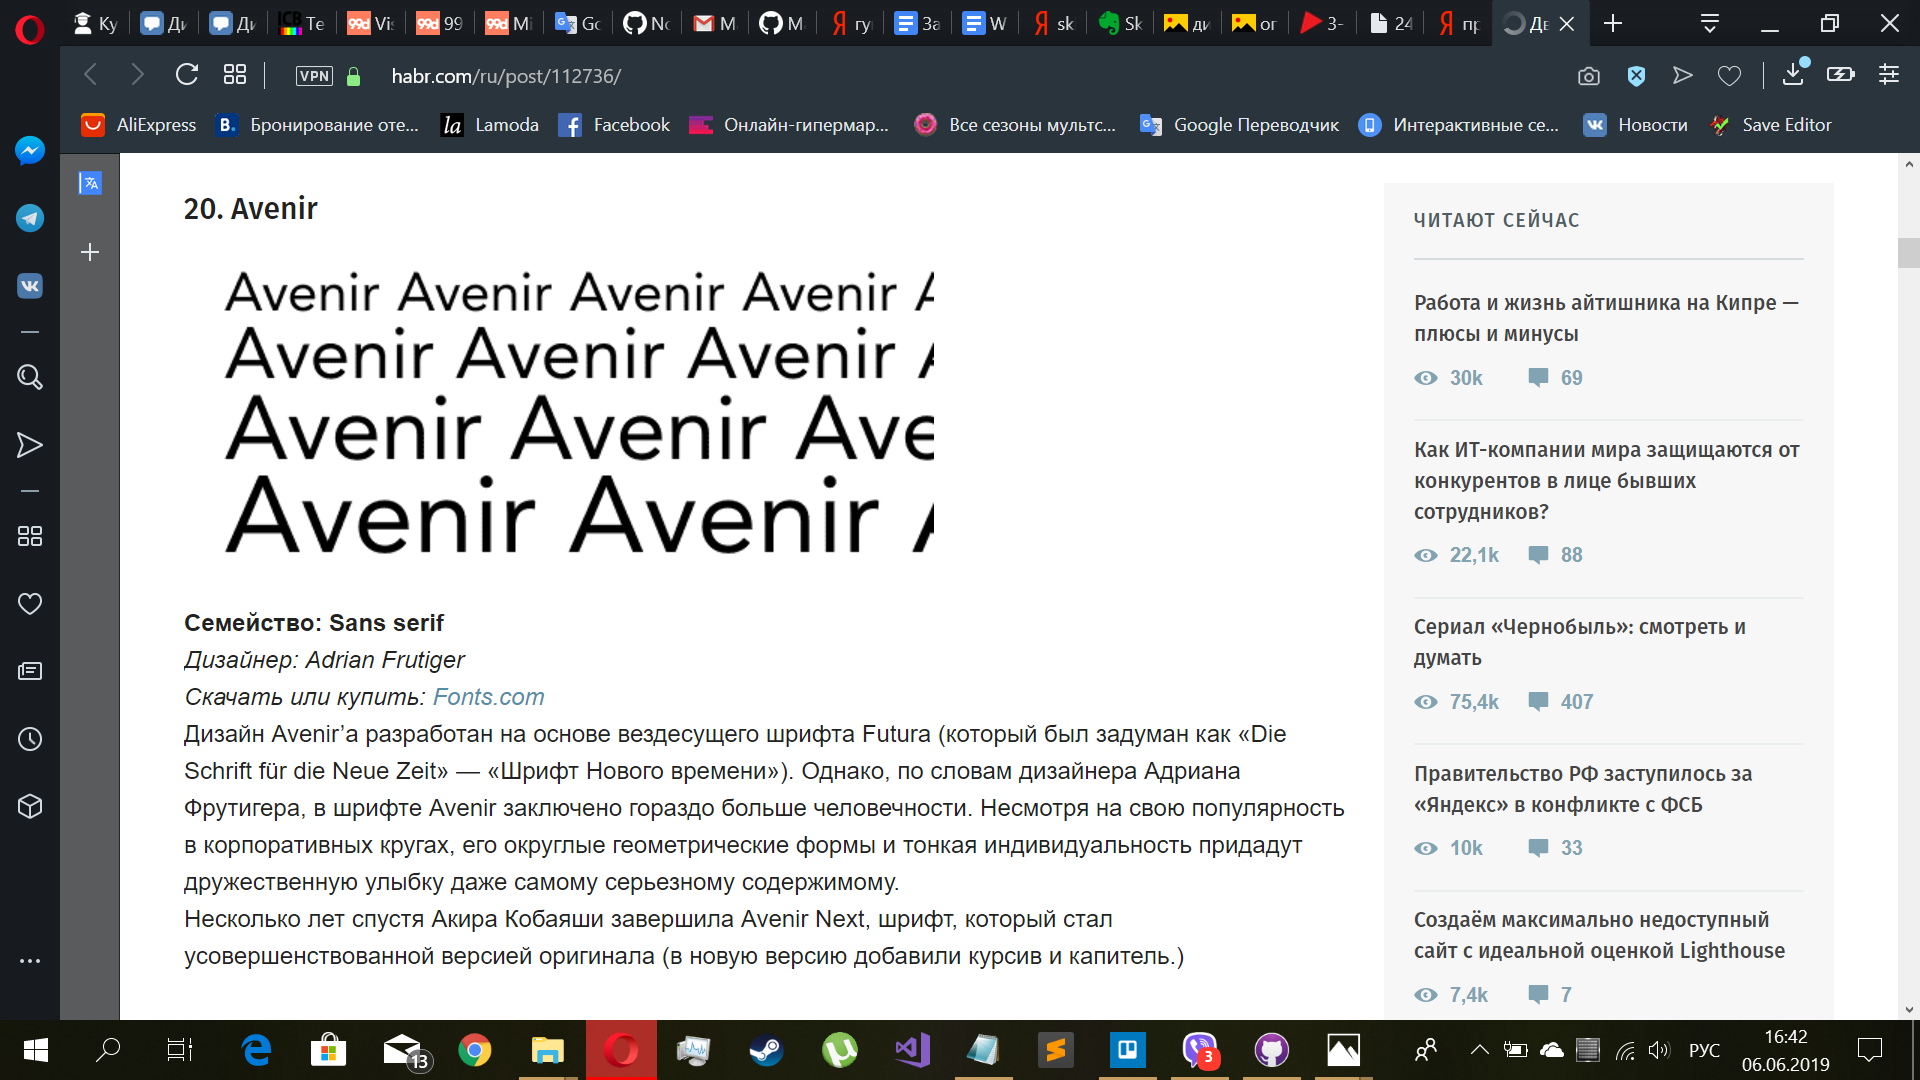 Ку
Ди
Ди
Te
Vis
99
Mi
Go
No
M
M
гу
За
W
sk
Sk
ди
ог
3-
24
пр
Дв
VPN
habr.com/ru/post/112736/
AliExpress
Бронирование оте...
Lamoda
Facebook
Онлайн-гипермар...
Все сезоны мультс...
Google Переводчик
Интерактивные се...
Новости
Save Editor
20. Avenir
Avenir Avenir Avenir Avenir A
Avenir Avenir Avenir A
Avenir Avenir Ave
Avenir Avenir A
Семейство: Sans serif
Дизайнер: Adrian Frutiger
Скачать или купить: Fonts.com
Дизайн Avenir’а разработан на основе вездесущего шрифта Futura (который был задуман как «Die
Schrift für die Neue Zeit» — «Шрифт Нового времени»). Однако, по словам дизайнера Адриана
Фрутигера, в шрифте Avenir заключено гораздо больше человечности. Несмотря на свою популярность
в корпоративных кругах, его округлые геометрические формы и тонкая индивидуальность придадут
дружественную улыбку даже самому серьезному содержимому.
Несколько лет спустя Акира Кобаяши завершила Avenir Next, шрифт, который стал
усовершенствованной версией оригинала (в новую версию добавили курсив и капитель.)
ЧИТАЮТ СЕЙЧАС
Работа и жизнь айтишника на Кипре —
плюсы и минусы
30k 69
Как ИТ-компании мира защищаются от
конкурентов в лице бывших
сотрудников?
22,1k 88
Сериал «Чернобыль»: смотреть и
думать
75,4k 407
Правительство РФ заступилось за
«Яндекс» в конфликте с ФСБ
10k 33
Создаём максимально недоступный
сайт с идеальной оценкой Lighthouse
7,4k 7
13
3
РУС
16:42
06.06.2019